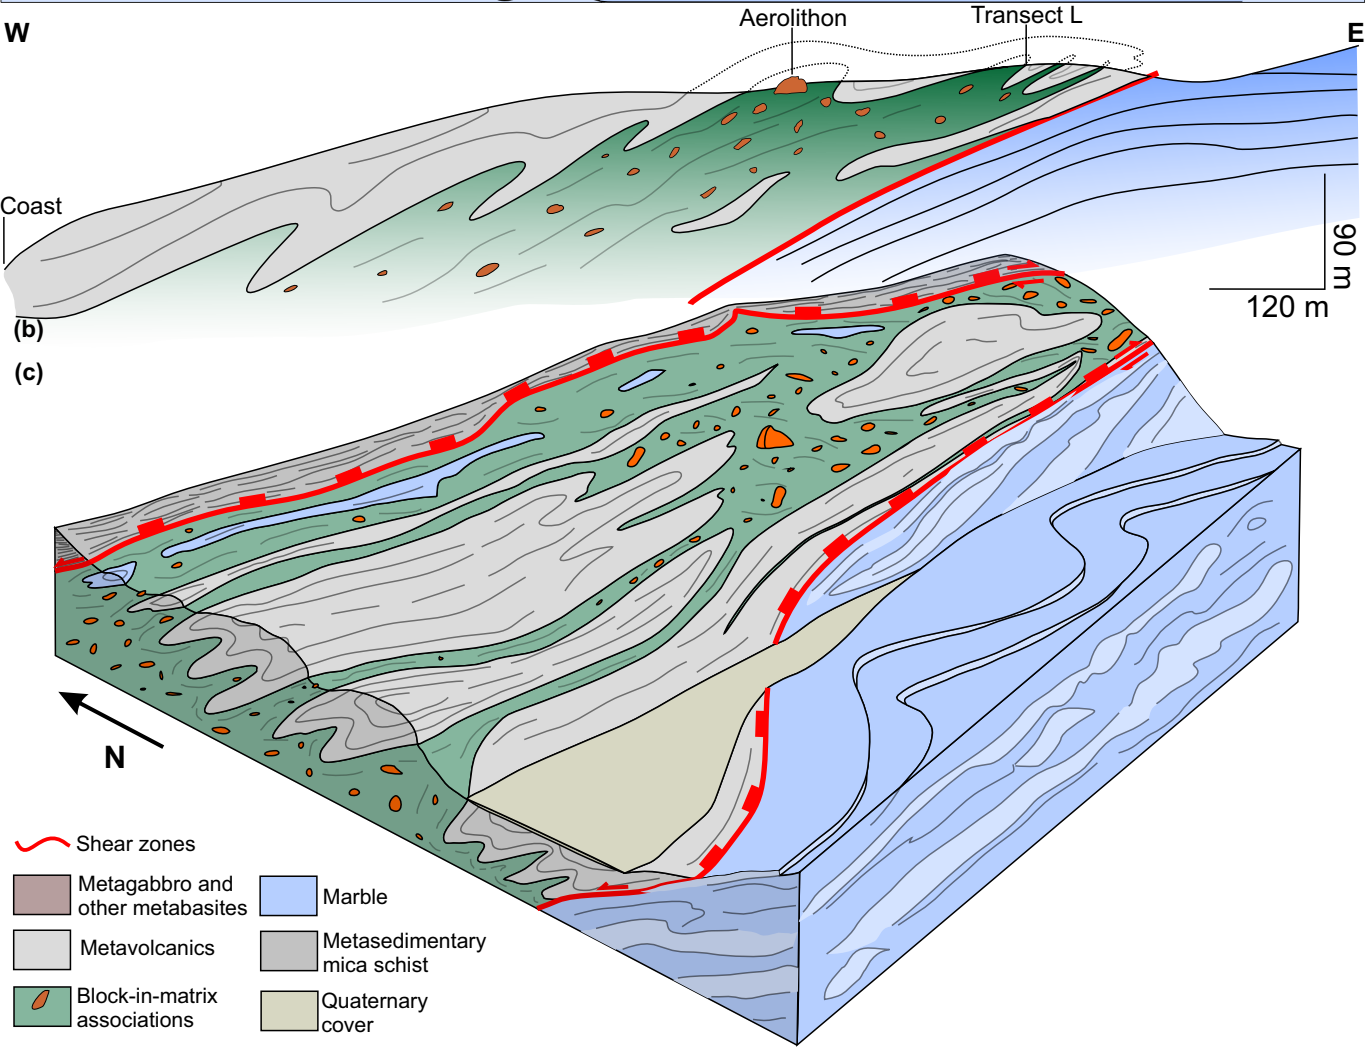 W
Aerolithon
Transect L
E
Coast
90 m
120 m
(b)
(c)
N
Shear zones
Metagabbro and
other metabasites
Marble
Metavolcanics
Metasedimentary
mica schist
Block-in-matrix
associations
Quaternary
cover